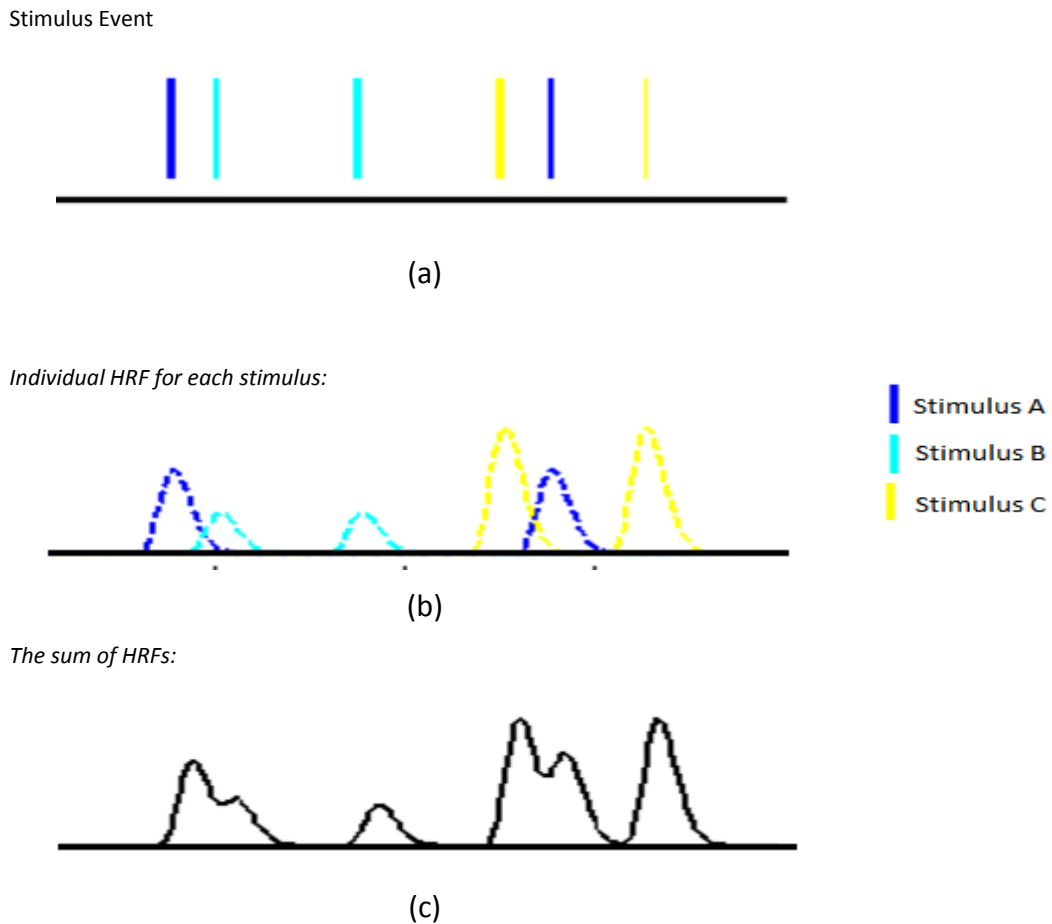 Stimulus Event
(a)
Individual HRF for each stimulus:
Stimulus A
Stimulus B
Stimulus C
(b)
The sum of HRFs:
(c)